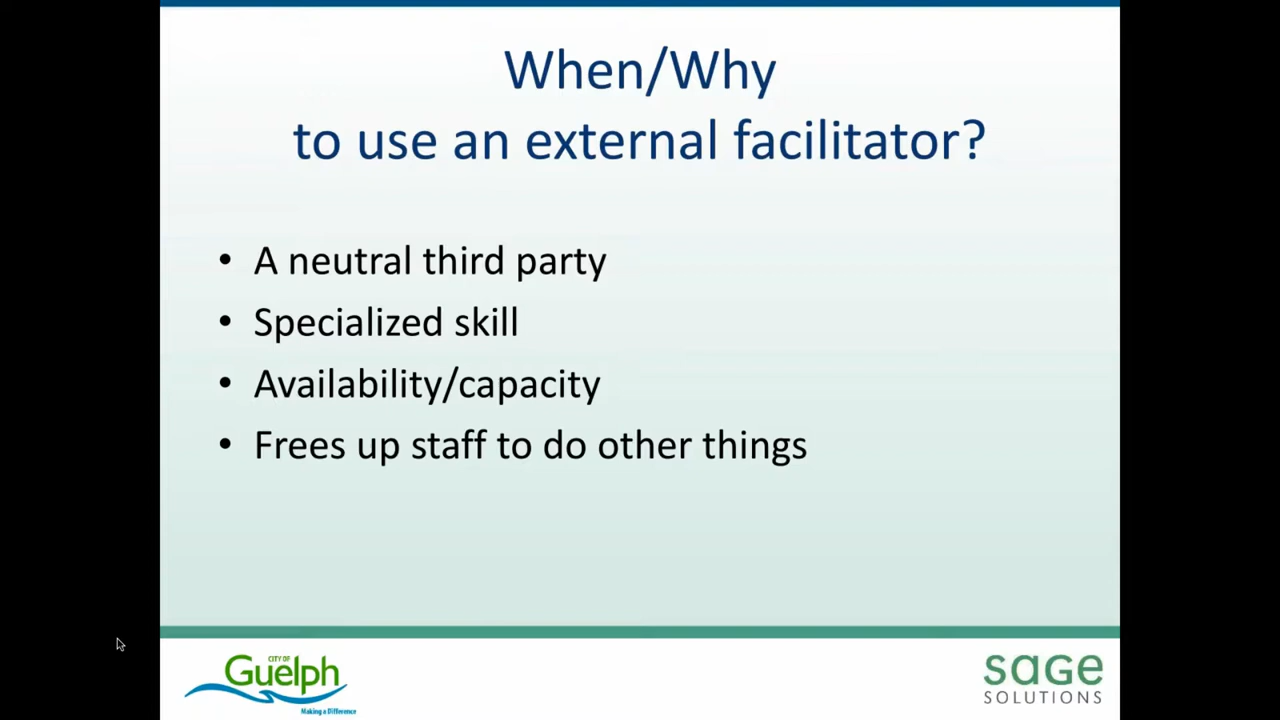 When/Why
to use an external facilitator?
• A neutral third party
• Specialized skill
• Availability/capacity
• Frees up staff to do other things
CITY OF
Guelph
Making a Difference
sage
SOLUTIONS